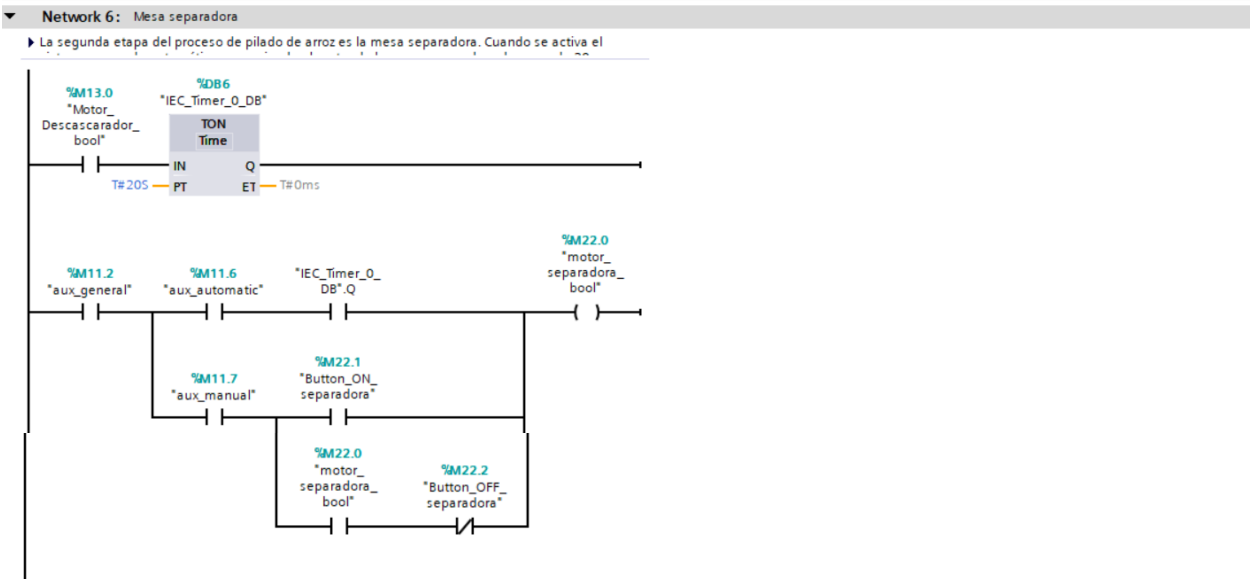 Network 6: Mesa separadora
La segunda etapa del proceso de pilado de arroz es la mesa separadora. Cuando se activa el
%M13.0
"Motor_
Descascarador_
bool"
%DB6
"IEC_Timer_0_DB"
TON
Time
IN
Q
T#20S
PT
ET
T#0ms
%M11.2
"aux_general"
%M11.6
"aux_automatic"
"IEC_Timer_0_
DB".Q
%M22.0
"motor_
separadora_
bool"
%M11.7
"aux_manual"
%M22.1
"Button_ON_
separadora"
%M22.0
"motor_
separadora_
bool"
%M22.2
"Button_OFF_
separadora"